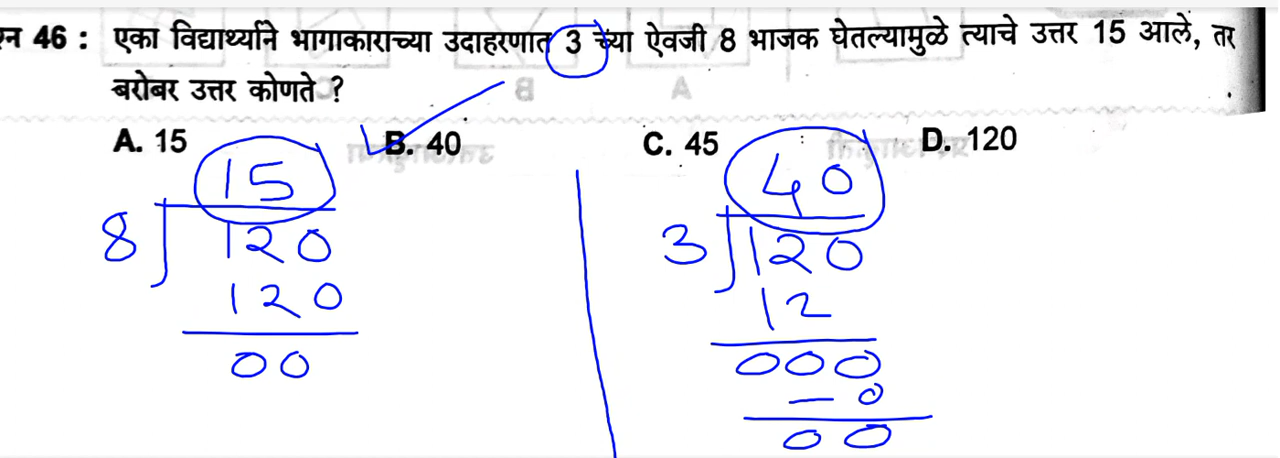 न 46 : एका विद्यार्थ्याने भागाकाराच्या उदाहरणात 3 च्या ऐवजी 8 भाजक घेतल्यामुळे त्याचे उत्तर 15 आले, तर
बरोबर उत्तर कोणते ?
A. 15 B. 40 C. 45 D. 120
15 40
8 120 3 120
120 12
00 000
– 0
00